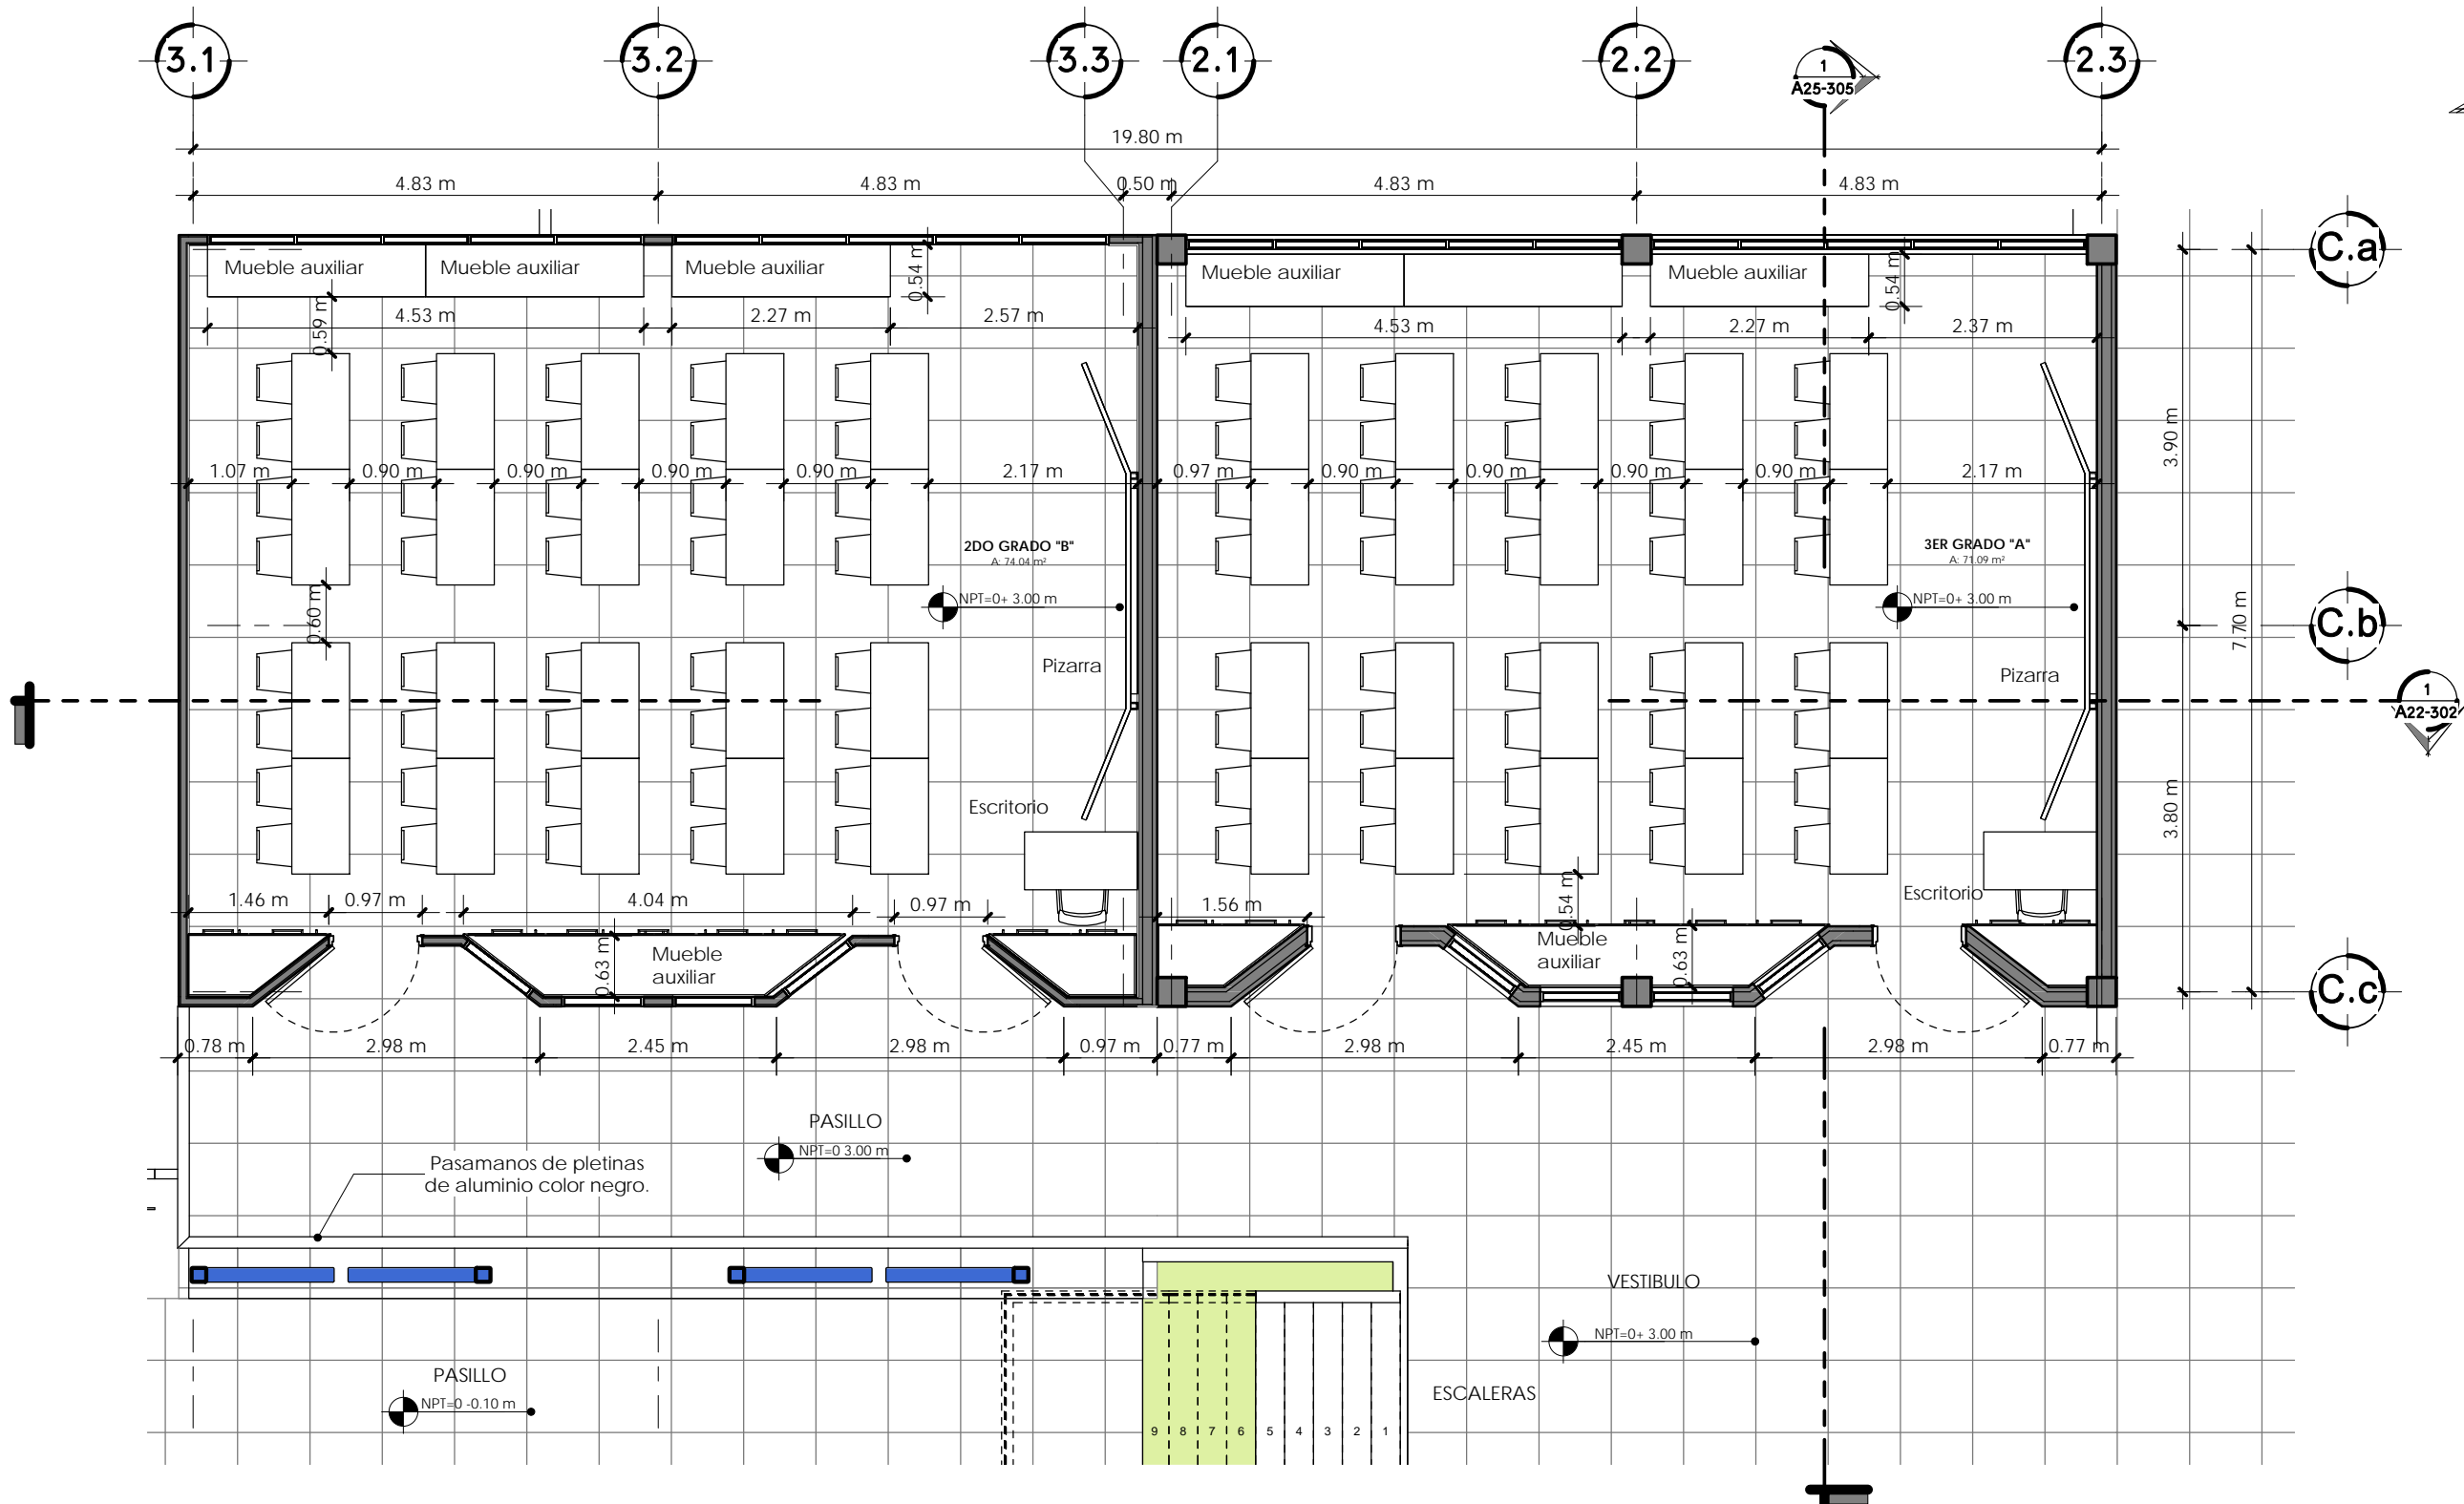 3.1
3.2
3.3
2.1
2.2
1
A25-305
2.3
19.80 m
4.83 m
4.83 m
0.50 m
4.83 m
4.83 m
C.a
Mueble auxiliar
Mueble auxiliar
Mueble auxiliar
0.54 m
Mueble auxiliar
Mueble auxiliar
0.54 m
0.59 m
4.53 m
2.27 m
2.57 m
4.53 m
2.27 m
2.37 m
3.90 m
1.07 m
0.90 m
0.90 m
0.90 m
0.90 m
2.17 m
0.97 m
0.90 m
0.90 m
0.90 m
0.90 m
2.17 m
2DO GRADO "B"
A: 74.04 m²
3ER GRADO "A"
A: 71.09 m²
NPT=0+ 3.00 m
NPT=0+ 3.00 m
0.60 m
7.70 m
C.b
Pizarra
Pizarra
1
A22-302
3.80 m
Escritorio
Escritorio
1.46 m
0.97 m
4.04 m
0.97 m
1.56 m
0.54 m
Mueble
auxiliar
0.63 m
Mueble
auxiliar
0.63 m
C.c
0.78 m
2.98 m
2.45 m
2.98 m
0.97 m
0.77 m
2.98 m
2.45 m
2.98 m
0.77 m
PASILLO
NPT=0 3.00 m
Pasamanos de pletinas
de aluminio color negro.
VESTIBULO
NPT=0+ 3.00 m
PASILLO
NPT=0 -0.10 m
ESCALERAS
9
8
7
6
5
4
3
2
1